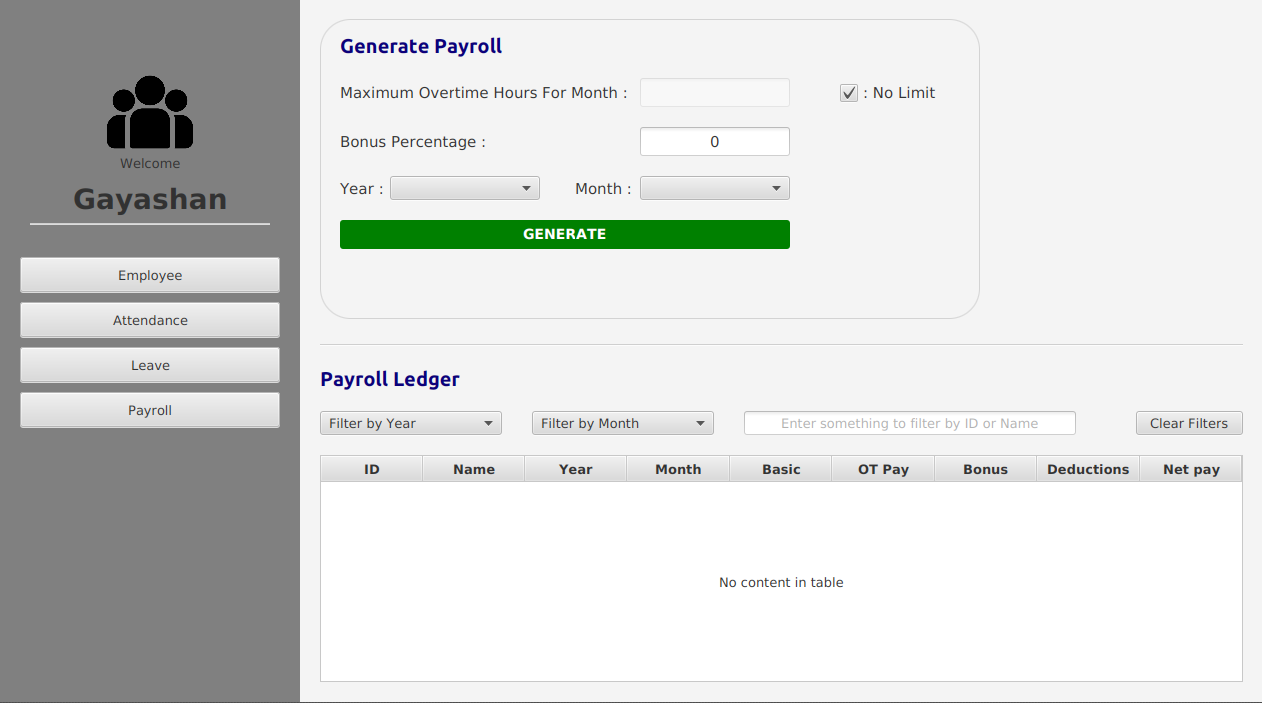 Welcome
Gayashan
Employee
Attendance
Leave
Payroll
Generate Payroll
Maximum Overtime Hours For Month :
: No Limit
Bonus Percentage :
0
Year :
Month :
GENERATE
Payroll Ledger
Filter by Year
Filter by Month
Enter something to filter by ID or Name
Clear Filters
ID Name Year Month Basic OT Pay Bonus Deductions Net pay
No content in table